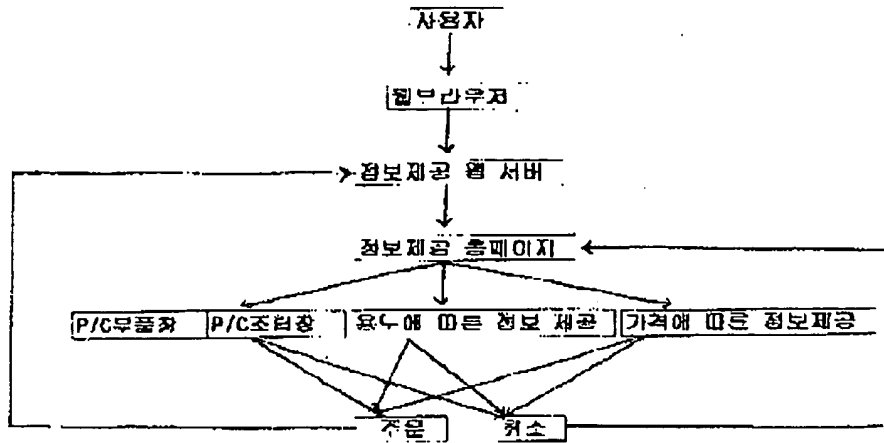 사용자
웹브라우저
정보제공 웹 서버
정보제공 홈페이지
P/C부품창 P/C조립창 용도에 따른 정보 제공 가격에 따른 정보제공
주문 취소